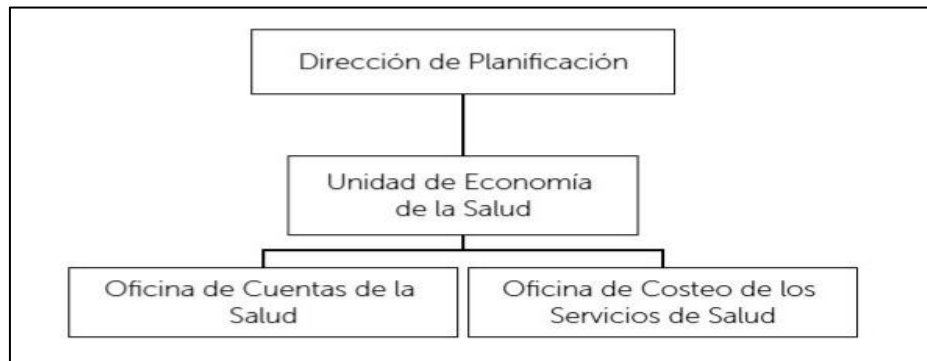 Dirección de Planificación
Unidad de Economía
de la Salud
Oficina de Cuentas de la
Salud
Oficina de Costeo de los
Servicios de Salud